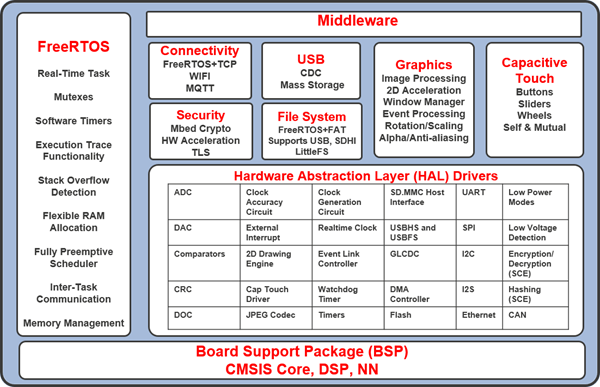 FreeRTOS
Real-Time Task
Mutexes
Software Timers
Execution Trace
Functionality
Stack Overflow
Detection
Flexible RAM
Allocation
Fully Preemptive
Scheduler
Inter-Task
Communication
Memory Management
Middleware
Connectivity
FreeRTOS+TCP
WIFI
MQTT
USB
CDC
Mass Storage
Graphics
Image Processing
2D Acceleration
Window Manager
Event Processing
Rotation/Scaling
Alpha/Anti-aliasing
Capacitive
Touch
Buttons
Sliders
Wheels
Self & Mutual
Security
Mbed Crypto
HW Acceleration
TLS
File System
FreeRTOS+FAT
Supports USB, SDHI
LittleFS
Hardware Abstraction Layer (HAL) Drivers
ADC
Clock
Accuracy
Circuit
Clock
Generation
Circuit
SD.MMC Host
Interface
UART
Low Power
Modes
DAC
External
Interrupt
Realtime Clock
USBHS and
USBFS
SPI
Low Voltage
Detection
Comparators
2D Drawing
Engine
Event Link
Controller
GLCDC
I2C
Encryption/
Decryption
(SCE)
CRC
Cap Touch
Driver
Watchdog
Timer
DMA
Controller
I2S
Hashing
(SCE)
DOC
JPEG Codec
Timers
Flash
Ethernet
CAN
Board Support Package (BSP)
CMSIS Core, DSP, NN